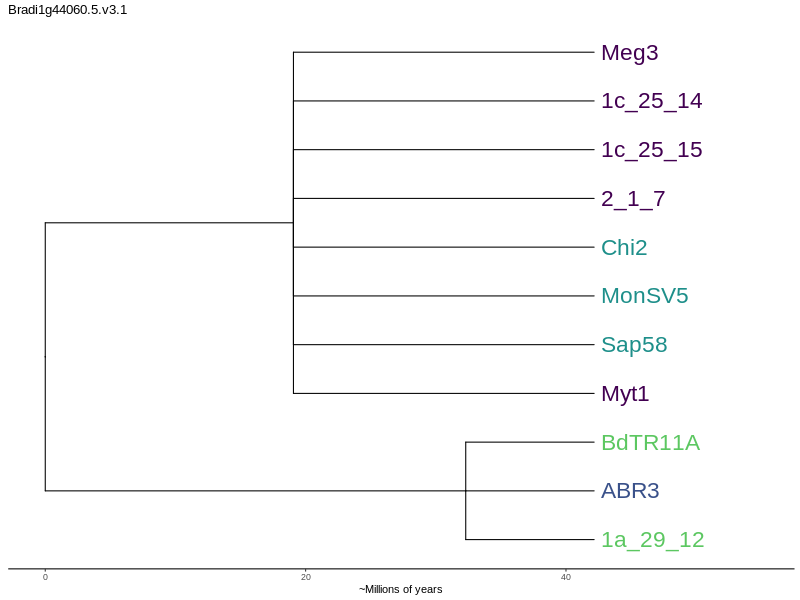 Bradi1g44060.5.v3.1
Meg3
1c_25_14
1c_25_15
2_1_7
Chi2
MonSV5
Sap58
Myt1
BdTR11A
ABR3
1a_29_12
0 20 40
~Millions of years